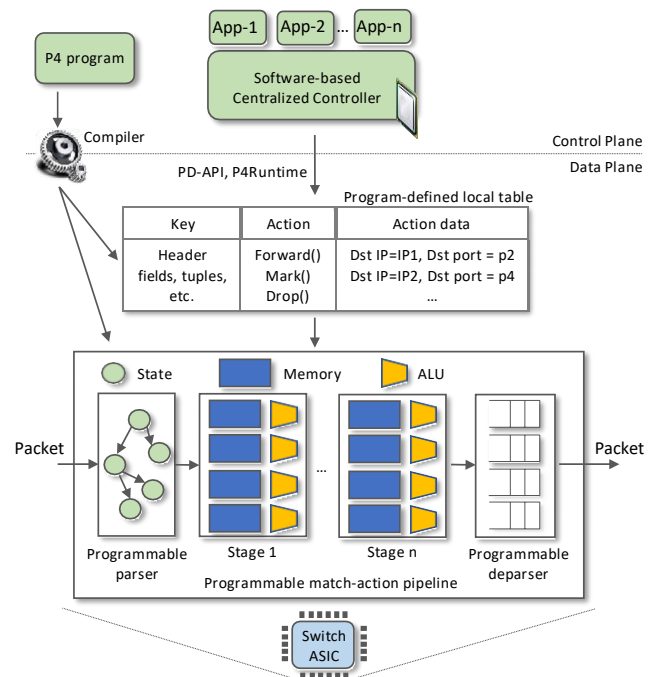 App-1 App-2 ... App-n
P4 program
Software-based
Centralized Controller
Compiler
Control Plane
Data Plane
PD-API, P4Runtime
Program-defined local table
Key Action Action data
Header Forward() Dst IP=IP1, Dst port = p2
fields, tuples, Mark() Dst IP=IP2, Dst port = p4
etc. Drop() ...
State Memory ALU
Packet ... Packet
Programmable Stage 1 Stage n Programmable
parser deparser
Programmable match-action pipeline
Switch
ASIC